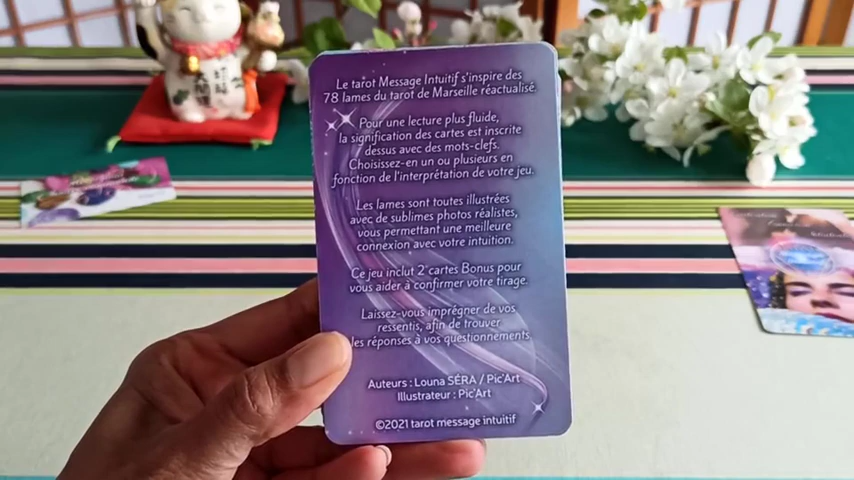 Le tarot Message Intuitif s'inspire des
78 lames du tarot de Marseille réactualisé.
Pour une lecture plus fluide,
la signification des cartes est inscrite
dessus avec des mots-clefs.
Choisissez-en un ou plusieurs en
fonction de l'interprétation de votre jeu.
Les lames sont toutes illustrées
avec de sublimes photos réalistes,
vous permettant une meilleure
connexion avec votre intuition.
Ce jeu inclut 2 cartes Bonus pour
vous aider à confirmer votre tirage.
Laissez-vous imprégner de vos
ressentis, afin de trouver
les réponses à vos questionnements
Auteurs : Louna SÉRA / Pic'Art
Illustrateur : Pic'Art
©2021 tarot message intuitif